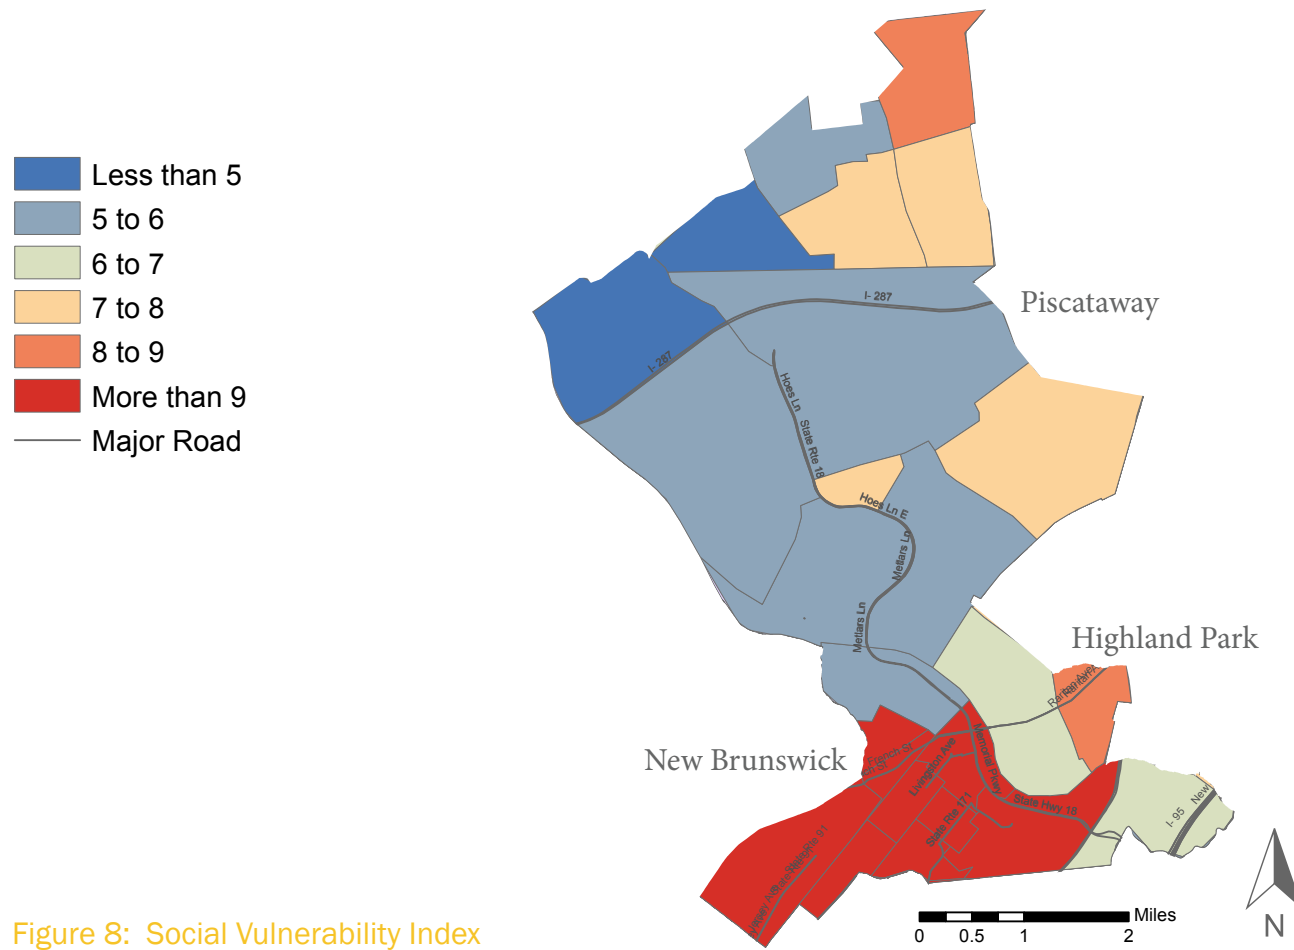 Less than 5
5 to 6
6 to 7
7 to 8
8 to 9
More than 9
Major Road
I- 287
Piscataway
I- 287
Hoes Ln
State Rte 18
Hoes Ln E
Metlars Ln
Metlars Ln
Highland Park
Raritan Ave
New Brunswick
French St
Livingston Ave
Memorial Pkwy
State Hwy 18
State Rte 171
I- 95
New
Miles
0 0.5 1 2
N
Figure 8: Social Vulnerability Index